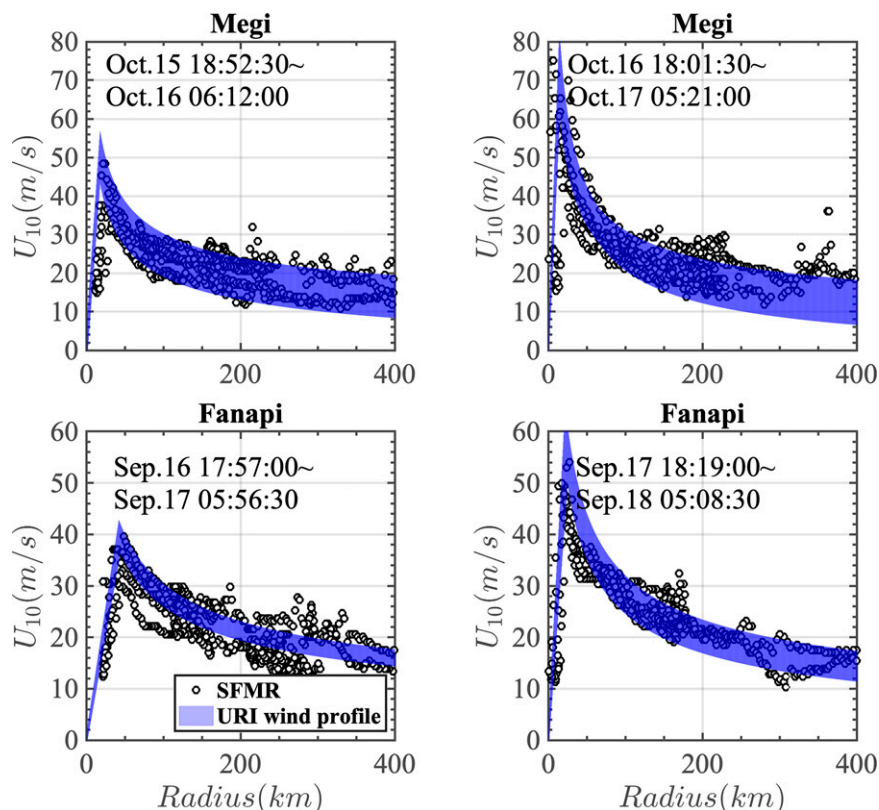 Megi
80
70
60
50
40
30
20
10
0
U10(m/s)
Oct.15 18:52:30~
Oct.16 06:12:00
0 200 400
Megi
80
70
60
50
40
30
20
10
0
U10(m/s)
Oct.16 18:01:30~
Oct.17 05:21:00
0 200 400
Fanapi
60
50
40
30
20
10
0
U10(m/s)
Sep.16 17:57:00~
Sep.17 05:56:30
SFMR
URI wind profile
0 200 400
Radius(km)
Fanapi
60
50
40
30
20
10
0
U10(m/s)
Sep.17 18:19:00~
Sep.18 05:08:30
0 200 400
Radius(km)